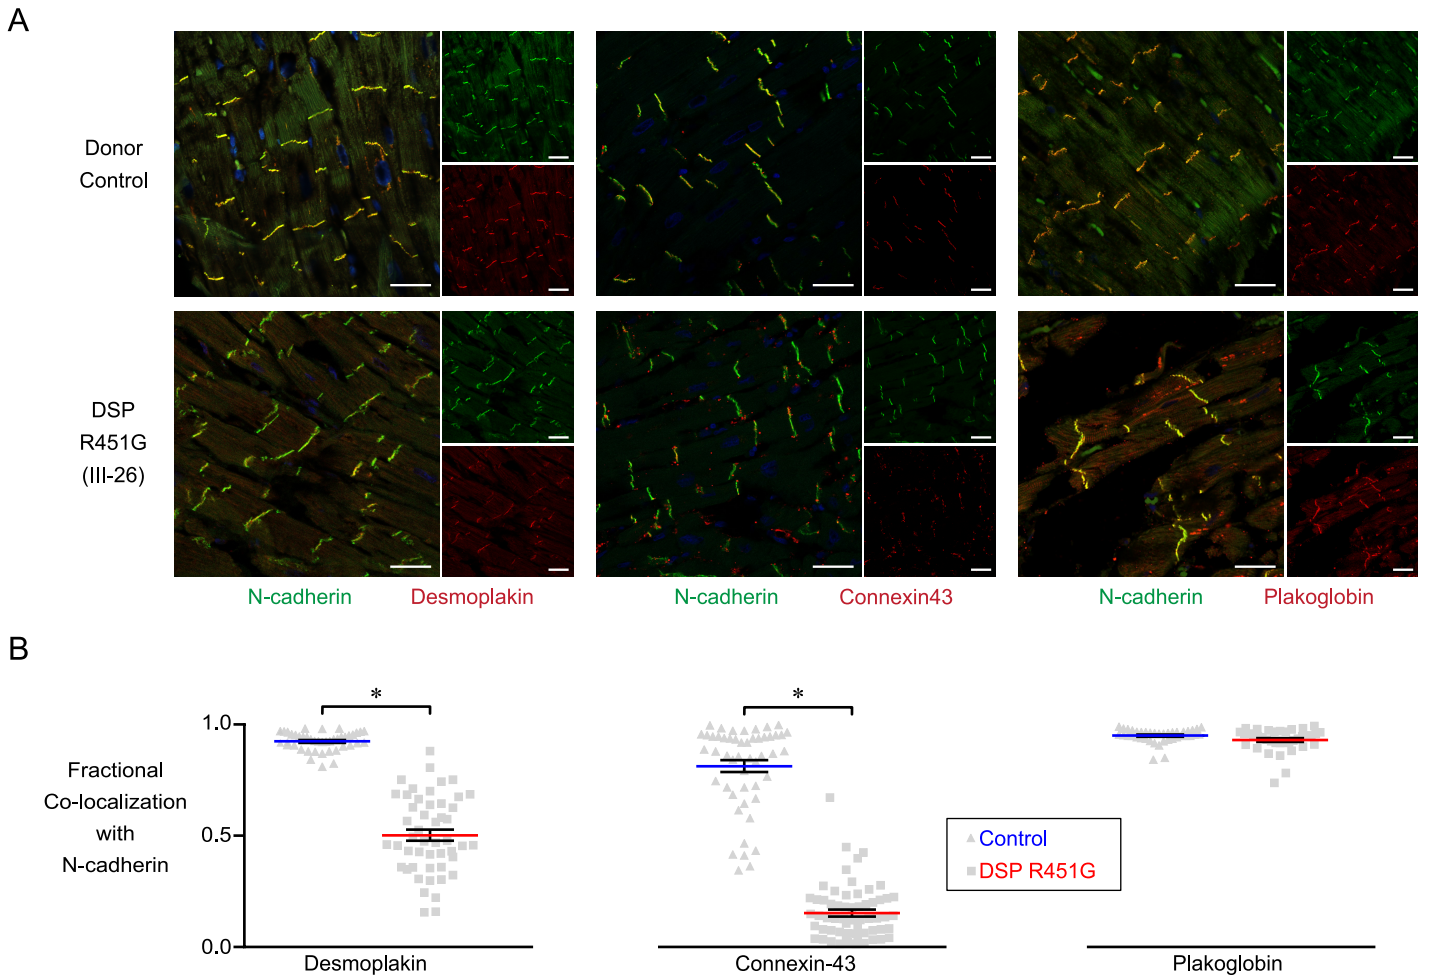 A
Donor
Control
DSP
R451G
(III-26)
N-cadherin Desmoplakin
N-cadherin Connexin43
N-cadherin Plakoglobin
B
Fractional
Co-localization
with
N-cadherin
1.0
0.5
0.0
*
*
Control
DSP R451G
Desmoplakin
Connexin-43
Plakoglobin